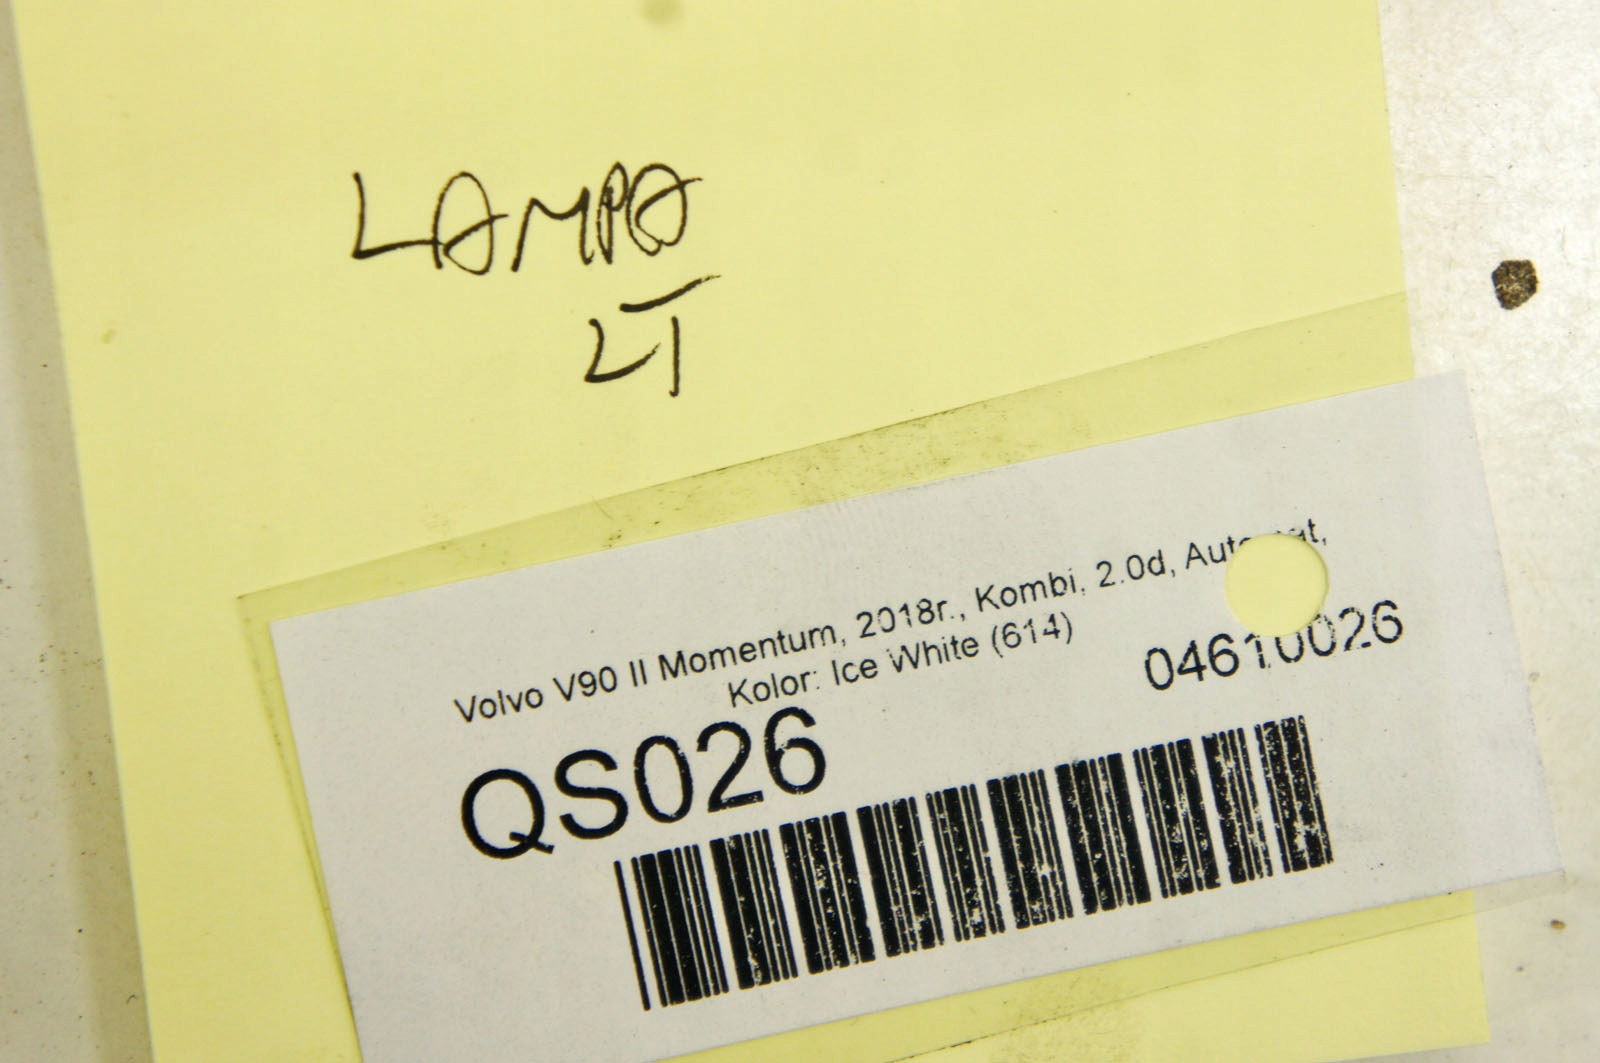 LAMPA
LT
Volvo V90 II Momentum, 2018r., Kombi, 2.0d,
Kolor: Ice White (614)
04610026
QS026